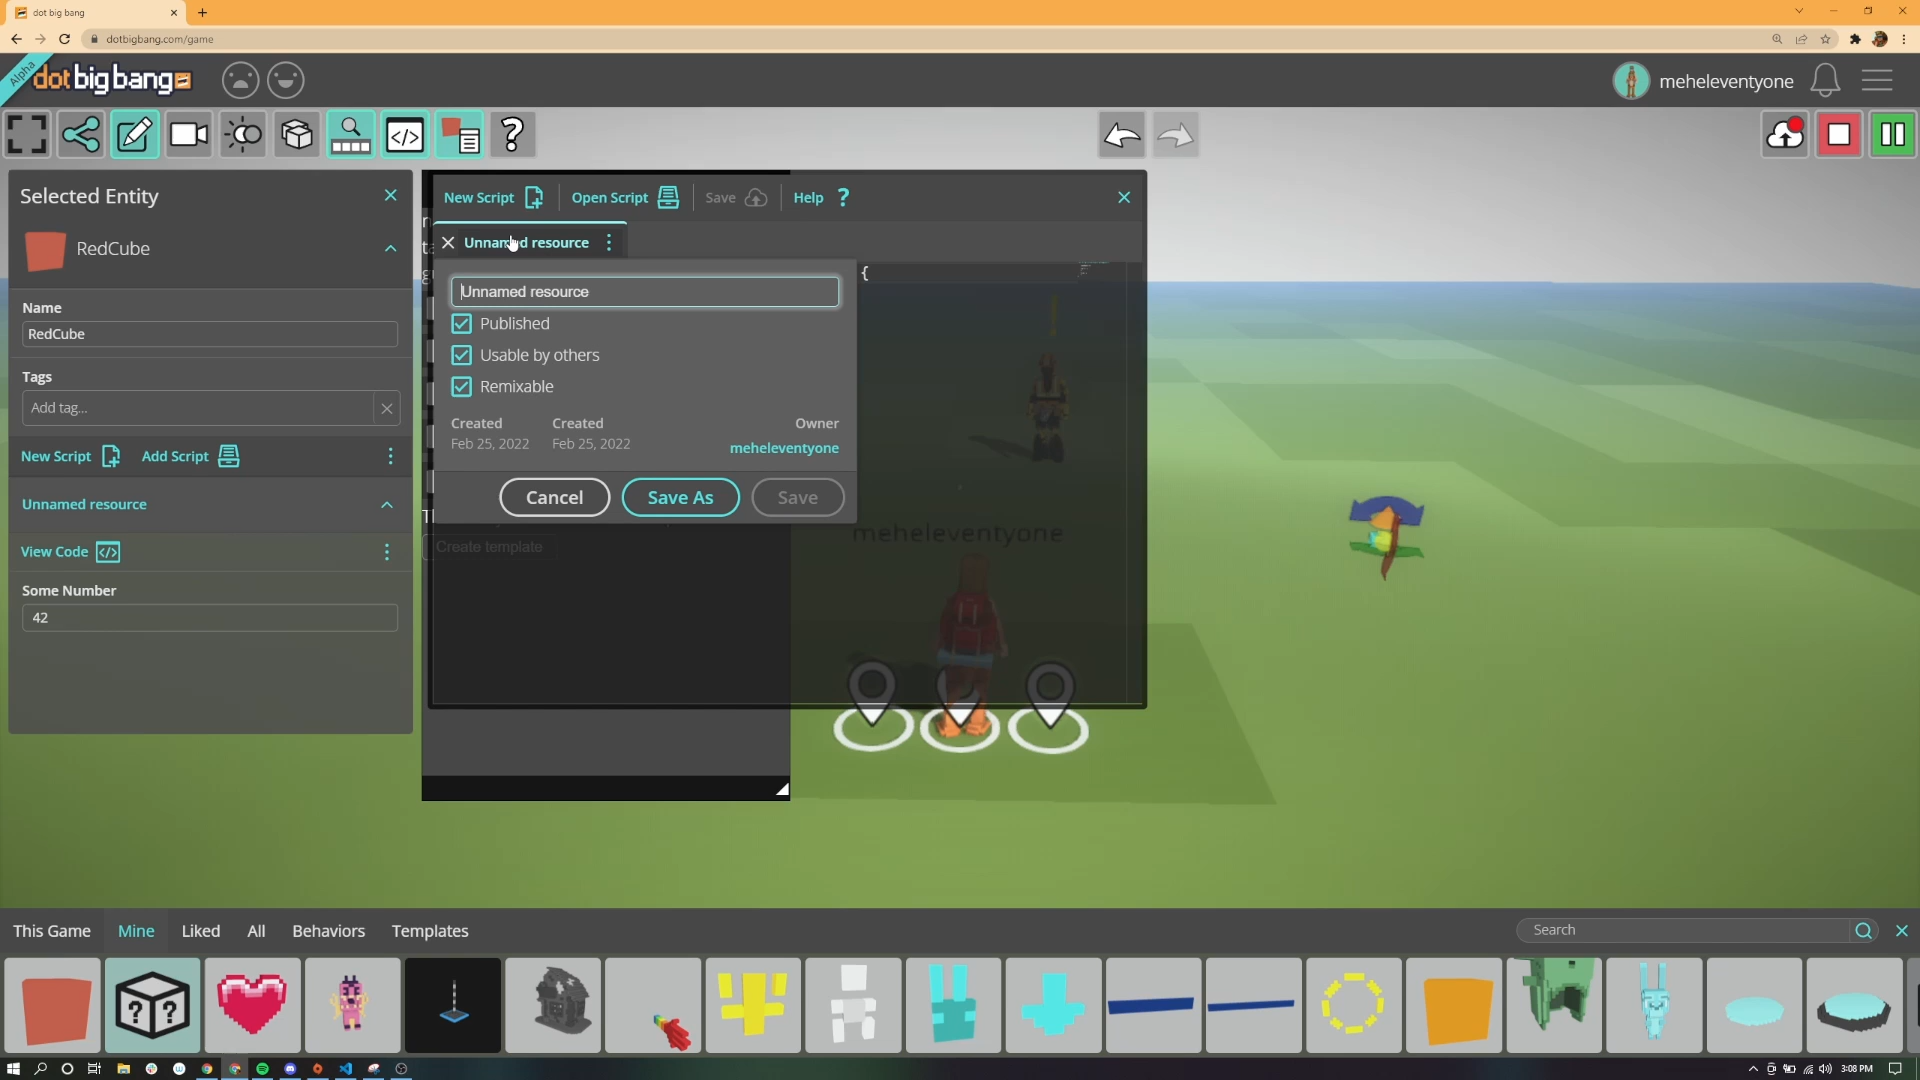 dot big bang
dotbigbang.com/game
Alpha
dotbigbang
meheleventyone
Selected Entity
RedCube
Name
RedCube
Tags
Add tag...
New Script
Add Script
Unnamed resource
View Code
Some Number
42
New Script
Open Script
Save
Help ?
Unnamed resource
{
Unnamed resource
Published
Usable by others
Remixable
Created
Created
Owner
Feb 25, 2022
Feb 25, 2022
meheleventyone
Cancel
Save As
Save
Create template
meheleventyone
This Game
Mine
Liked
All
Behaviors
Templates
Search
3:08 PM